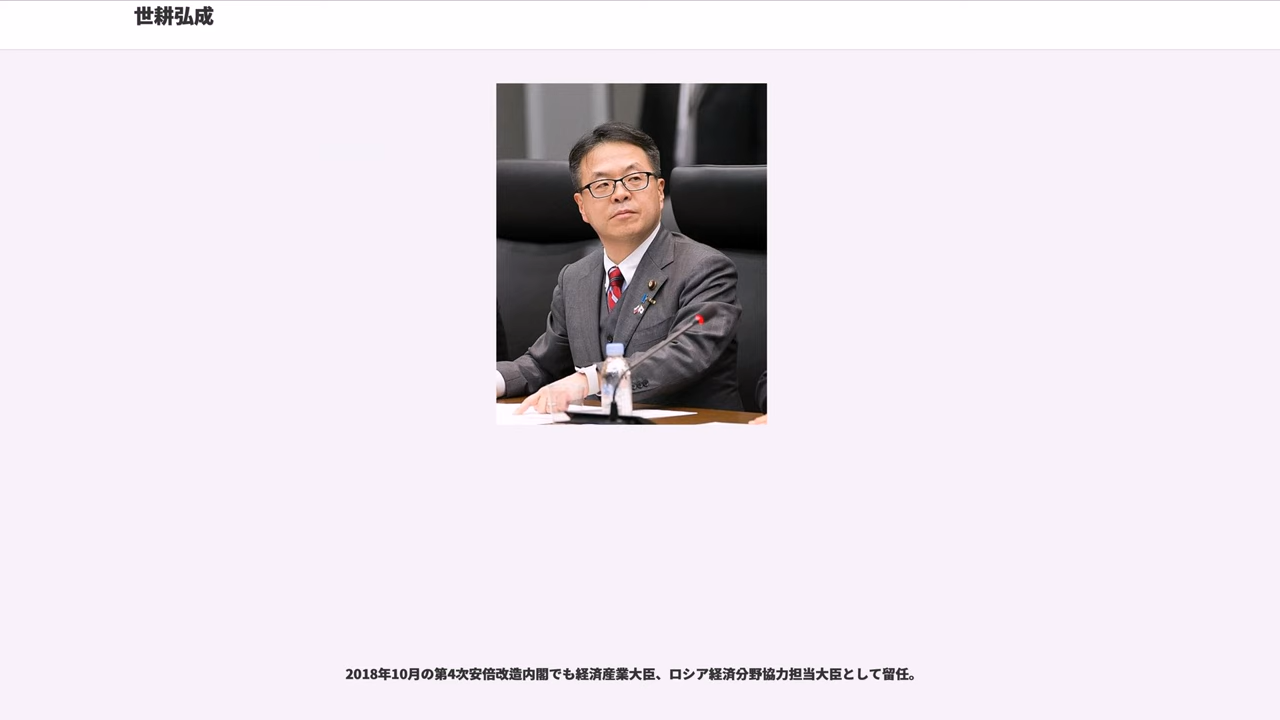 世耕弘成
2018年10月の第4次安倍改造内閣でも経済産業大臣、ロシア経済分野協力担当大臣として留任。